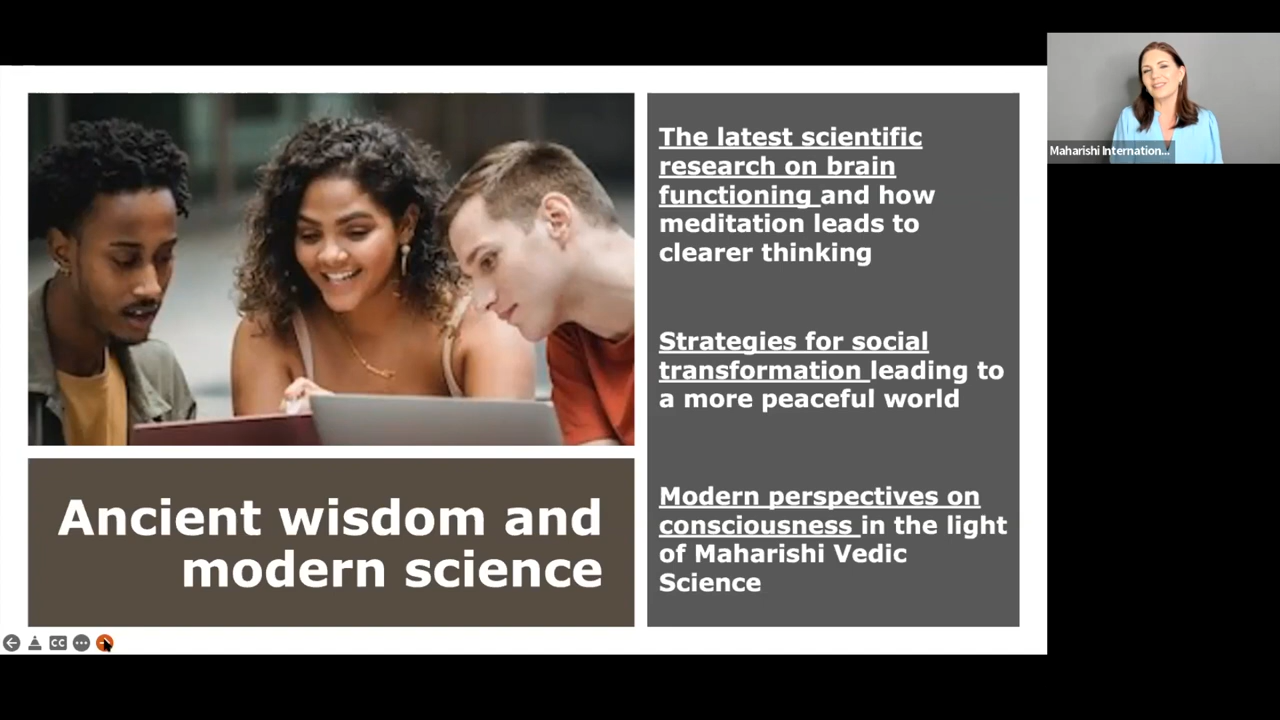 The latest scientific
research on brain
functioning and how
meditation leads to
clearer thinking
Strategies for social
transformation leading to
a more peaceful world
Modern perspectives on
consciousness in the light
of Maharishi Vedic
Science
Ancient wisdom and
modern science
Maharishi Internation...
CC